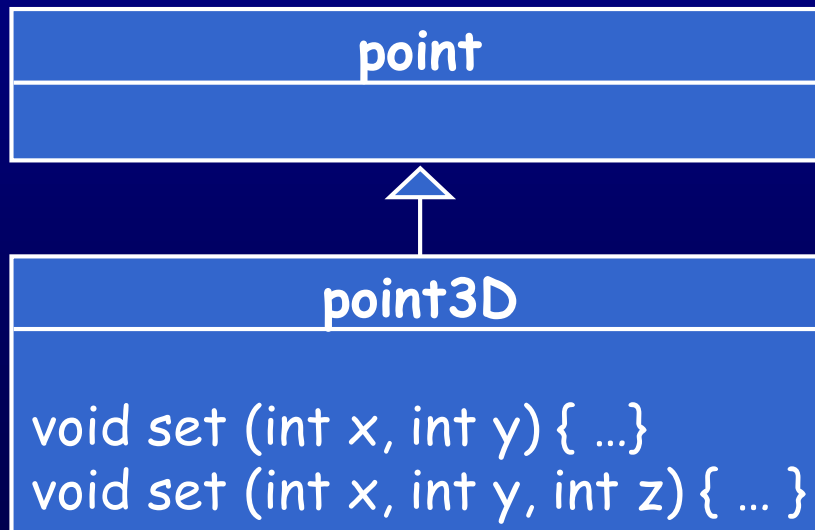 point
point3D
void set (int x, int y) { ...}
void set (int x, int y, int z) { ... }